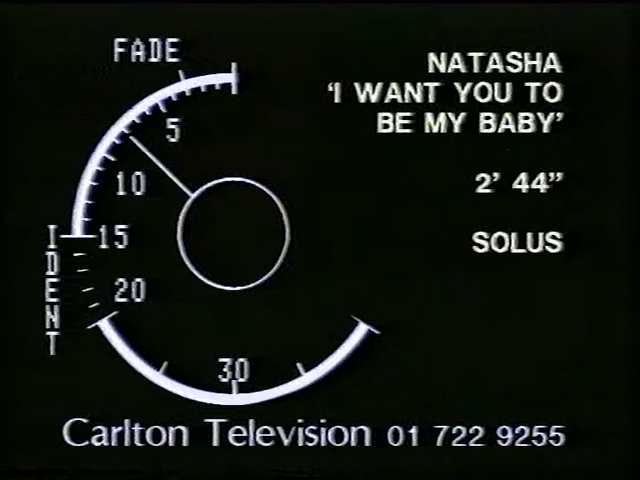 FADE
NATASHA
'I WANT YOU TO
BE MY BABY'
5
10
2' 44"
15
SOLUS
IDENT
20
30
Carlton Television 01 722 9255